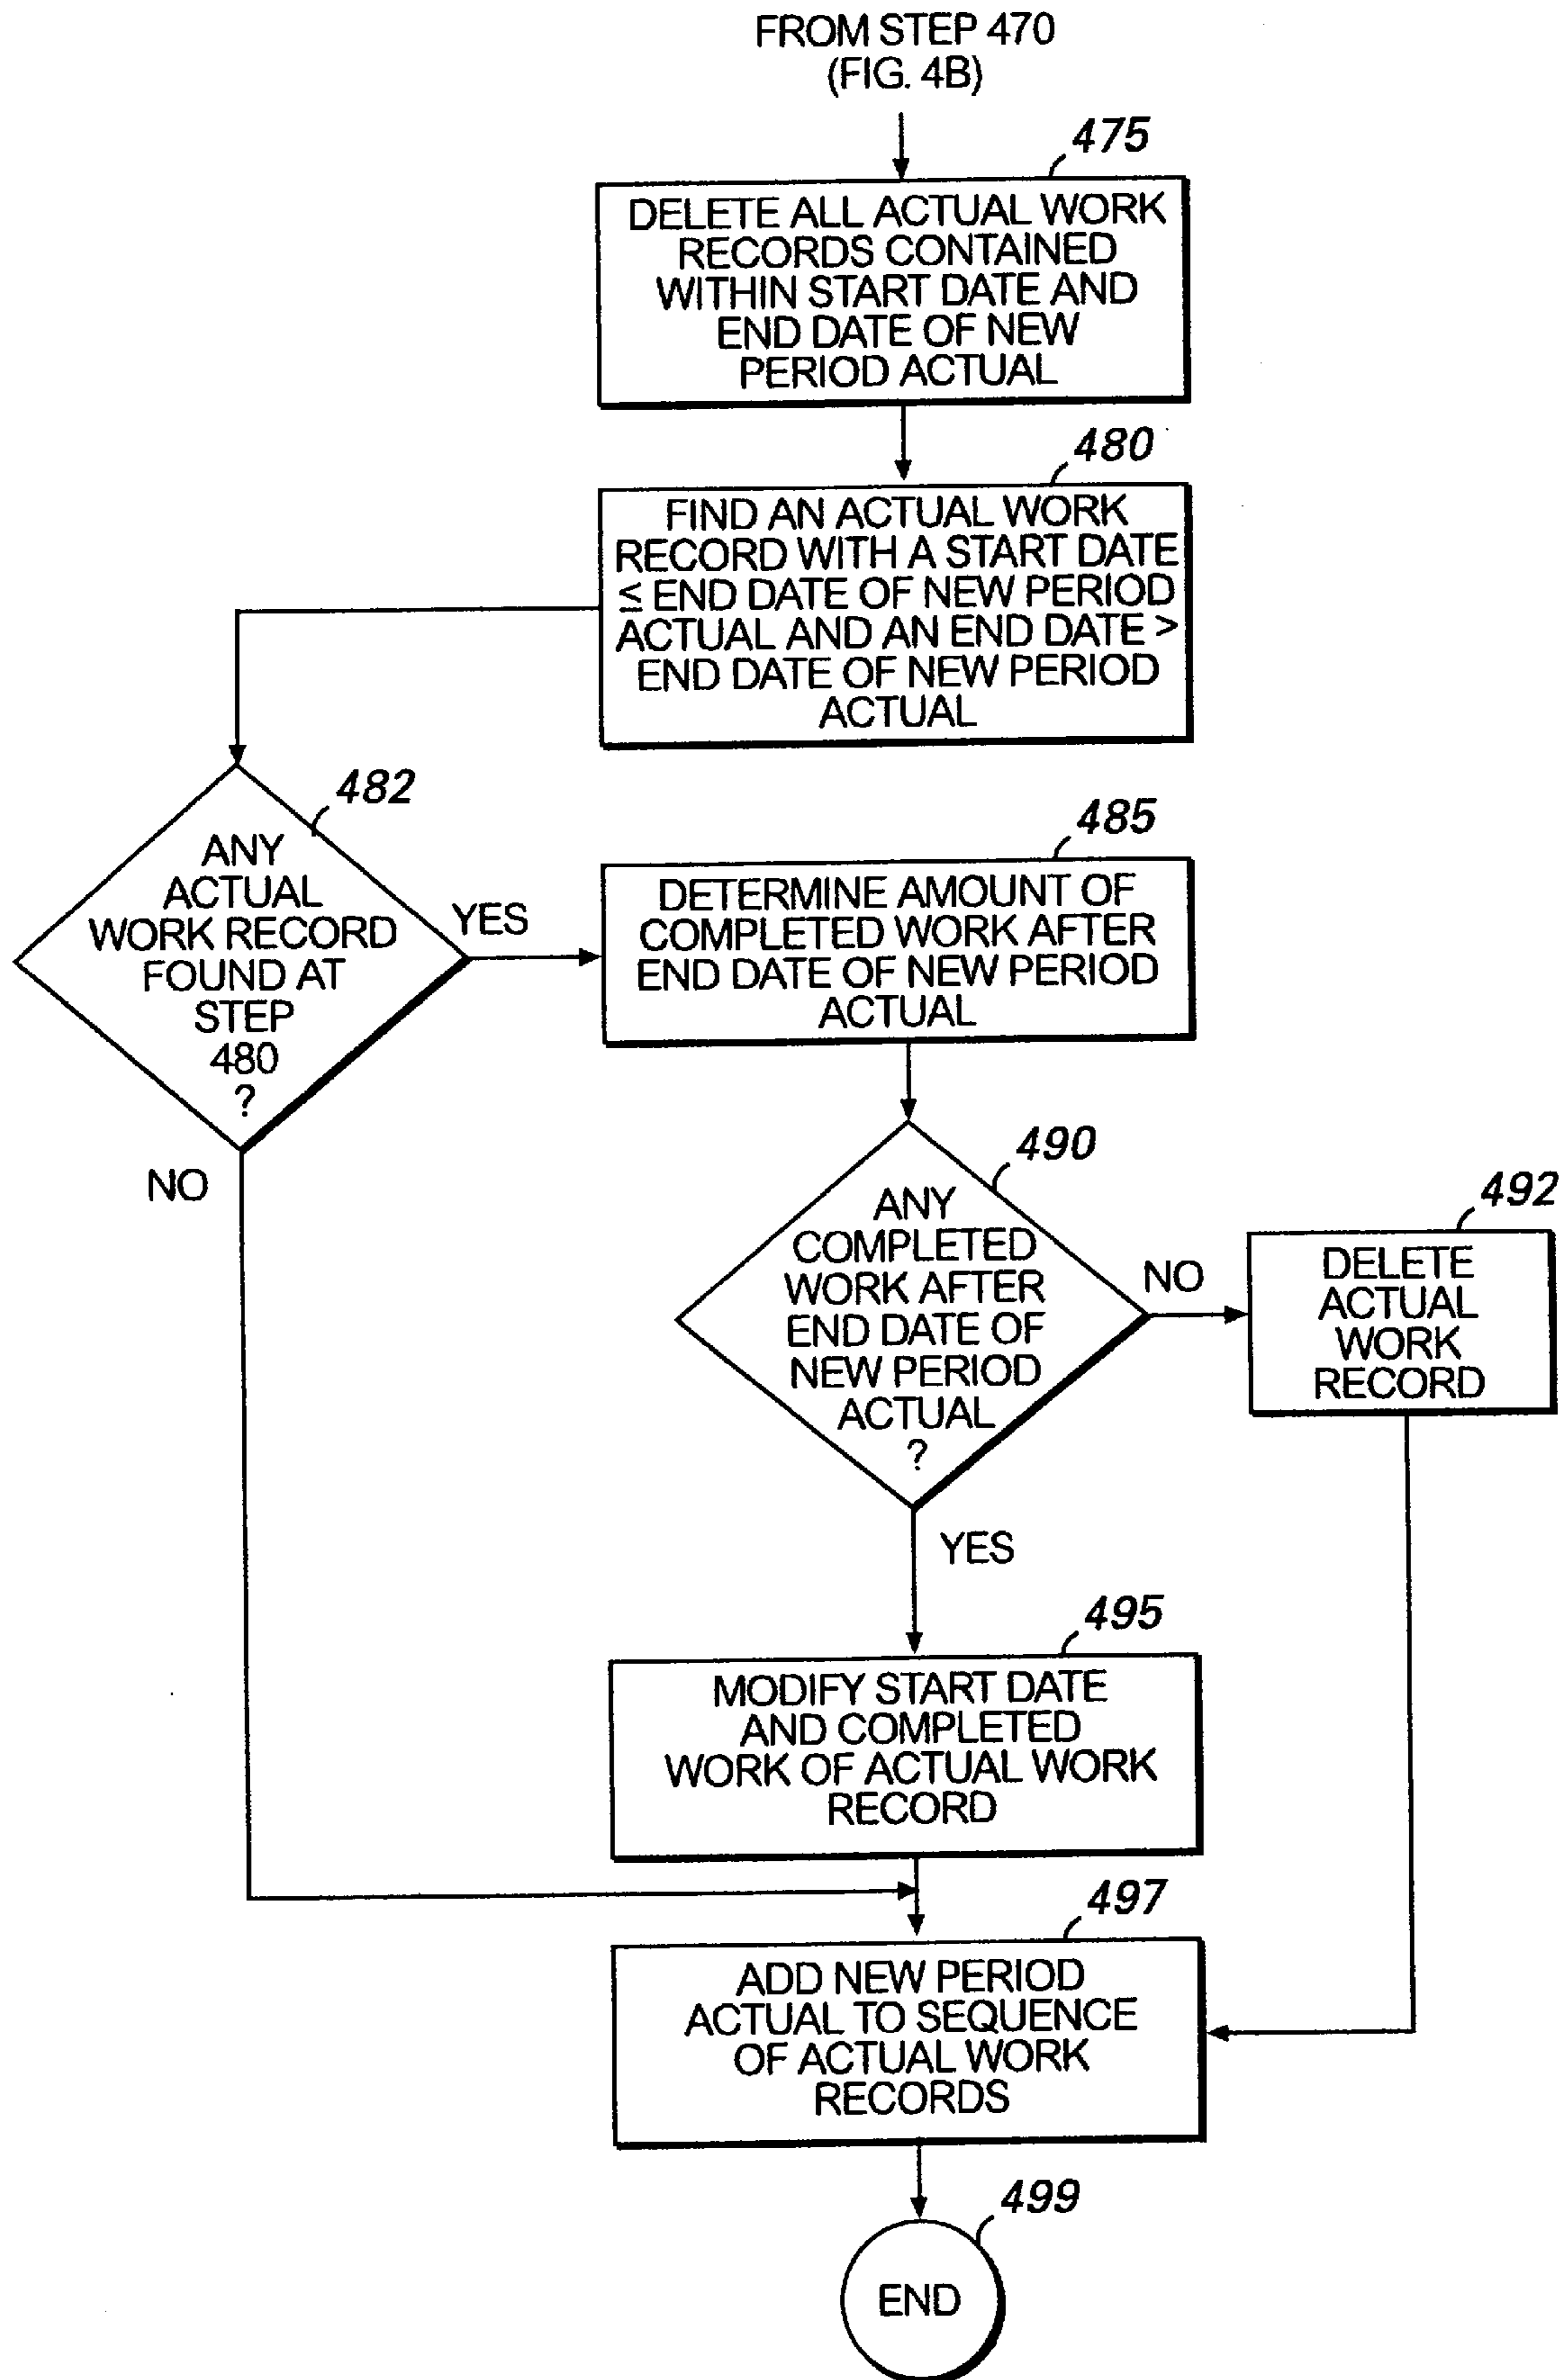 FROM STEP 470
(FIG. 4B)
475
DELETE ALL ACTUAL WORK
RECORDS CONTAINED
WITHIN START DATE AND
END DATE OF NEW
PERIOD ACTUAL
480
FIND AN ACTUAL WORK
RECORD WITH A START DATE
≤ END DATE OF NEW PERIOD
ACTUAL AND AN END DATE >
END DATE OF NEW PERIOD
ACTUAL
482
ANY
ACTUAL
WORK RECORD
FOUND AT
STEP
480
?
YES
NO
485
DETERMINE AMOUNT OF
COMPLETED WORK AFTER
END DATE OF NEW PERIOD
ACTUAL
490
ANY
COMPLETED
WORK AFTER
END DATE OF
NEW PERIOD
ACTUAL
?
NO
YES
492
DELETE
ACTUAL
WORK
RECORD
495
MODIFY START DATE
AND COMPLETED
WORK OF ACTUAL WORK
RECORD
497
ADD NEW PERIOD
ACTUAL TO SEQUENCE
OF ACTUAL WORK
RECORDS
499
END